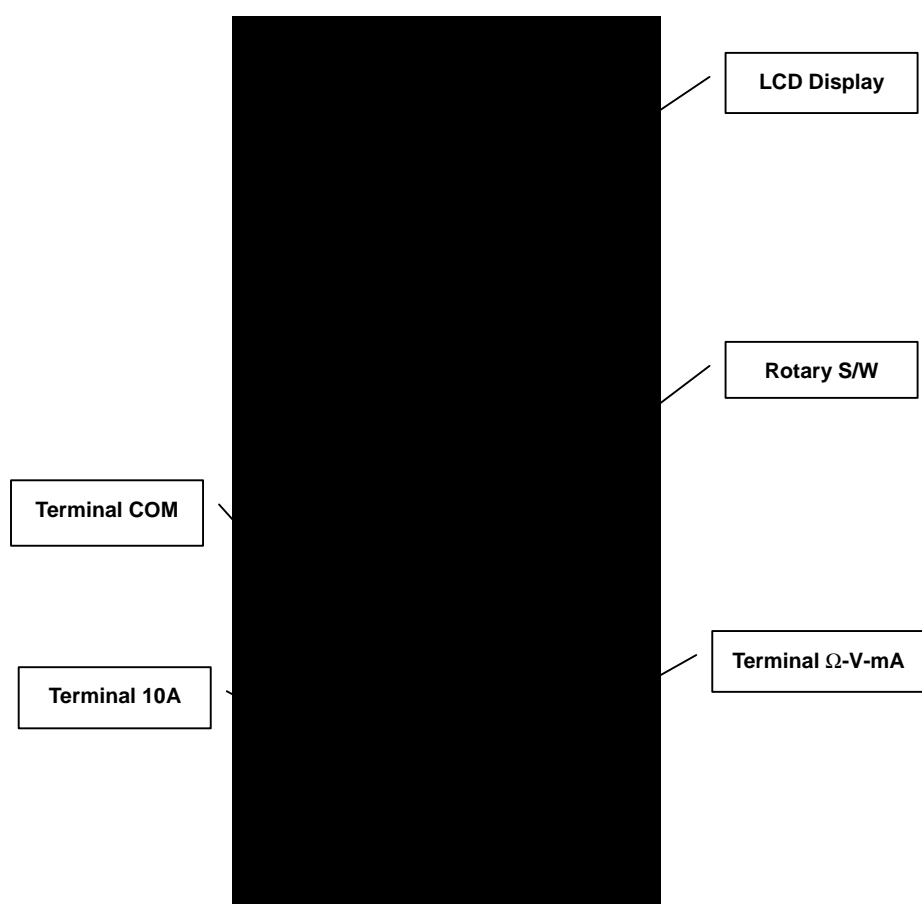 LCD Display
Rotary S/W
Terminal COM
Terminal Ω-V-mA
Terminal 10A